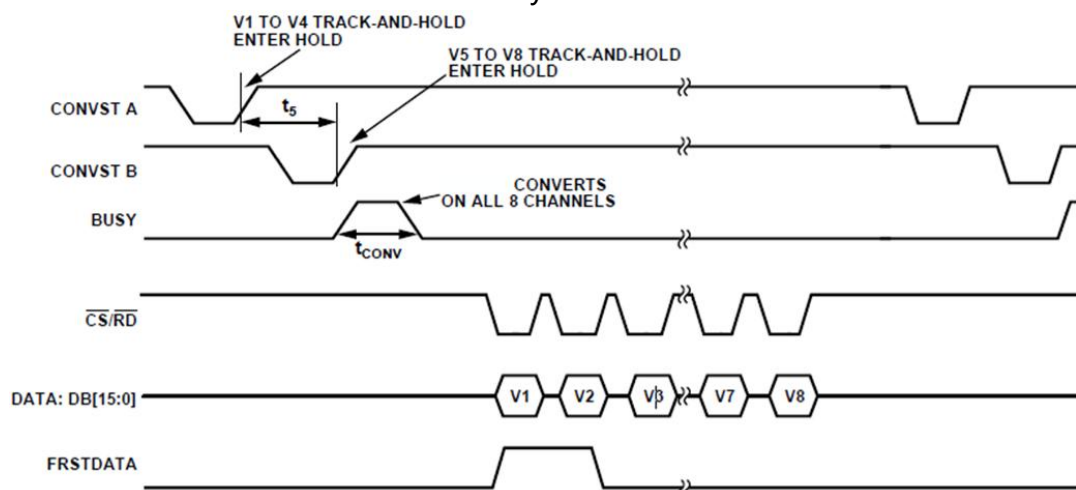 V1 TO V4 TRACK-AND-HOLD
ENTER HOLD
V5 TO V8 TRACK-AND-HOLD
ENTER HOLD
CONVST A
t5
CONVST B
CONVERTS
ON ALL 8 CHANNELS
BUSY
tCONV
CS/RD
DATA: DB[15:0]
V1
V2
V3
V7
V8
FRSTDATA